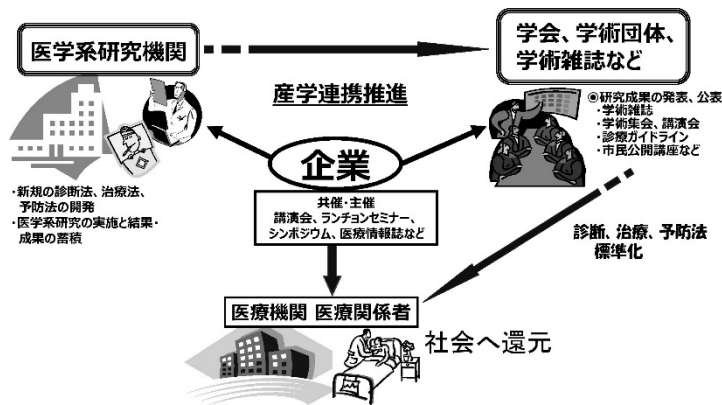 医学系研究機関
学会、学術団体、
学術雑誌など
産学連携推進
◉研究成果の発表、公表
・学術雑誌
・学術集会、講演会
・診療ガイドライン
・市民公開講座など
企業
・新規の診断法、治療法、
予防法の開発
・医学系研究の実施と結果・
成果の蓄積
共催・主催
講演会、ランチョンセミナー、
シンポジウム、医療情報誌など
診断、治療、予防法
標準化
医療機関 医療関係者
社会へ還元